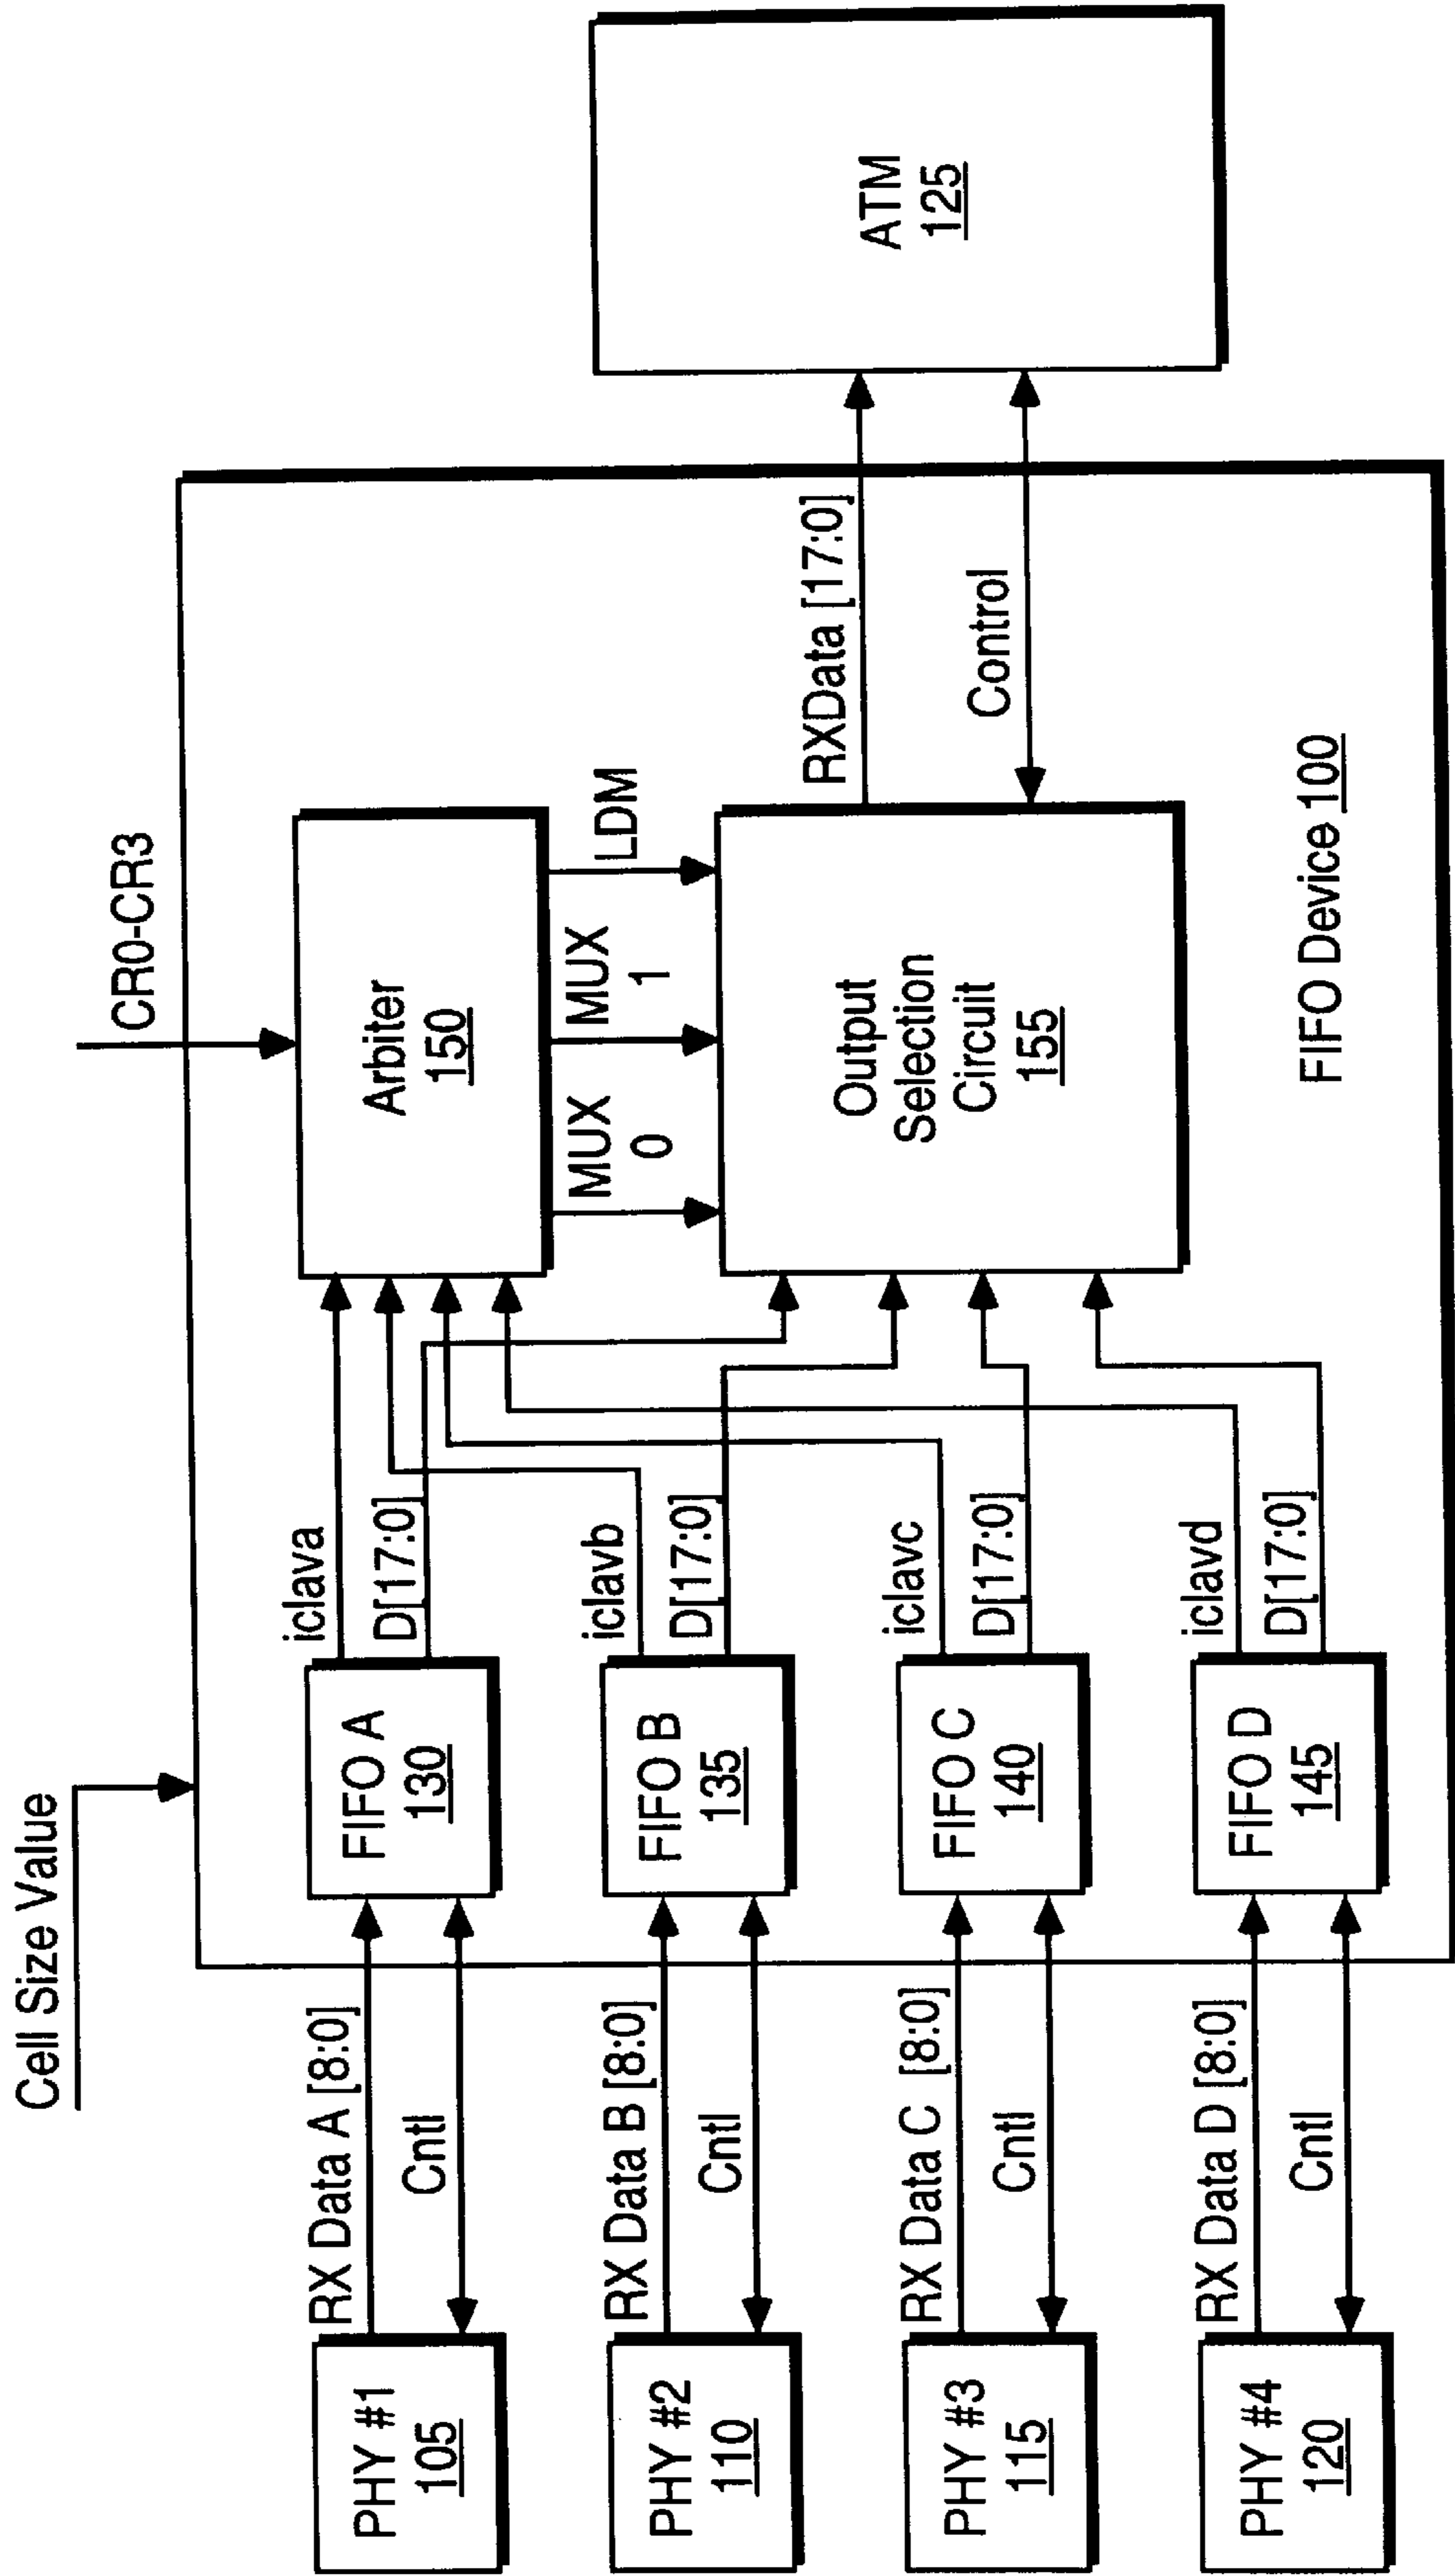 Cell Size Value
CR0-CR3
PHY #1
105
RX Data A [8:0]
Cntl
FIFO A
130
iclava
D[17:0]
PHY #2
110
RX Data B [8:0]
Cntl
FIFO B
135
iclavb
D[17:0]
PHY #3
115
RX Data C [8:0]
Cntl
FIFO C
140
iclavc
D[17:0]
PHY #4
120
RX Data D [8:0]
Cntl
FIFO D
145
iclavd
D[17:0]
Arbiter
150
MUX
0
MUX
1
LDM
Output
Selection
Circuit
155
RXData [17:0]
Control
FIFO Device 100
ATM
125